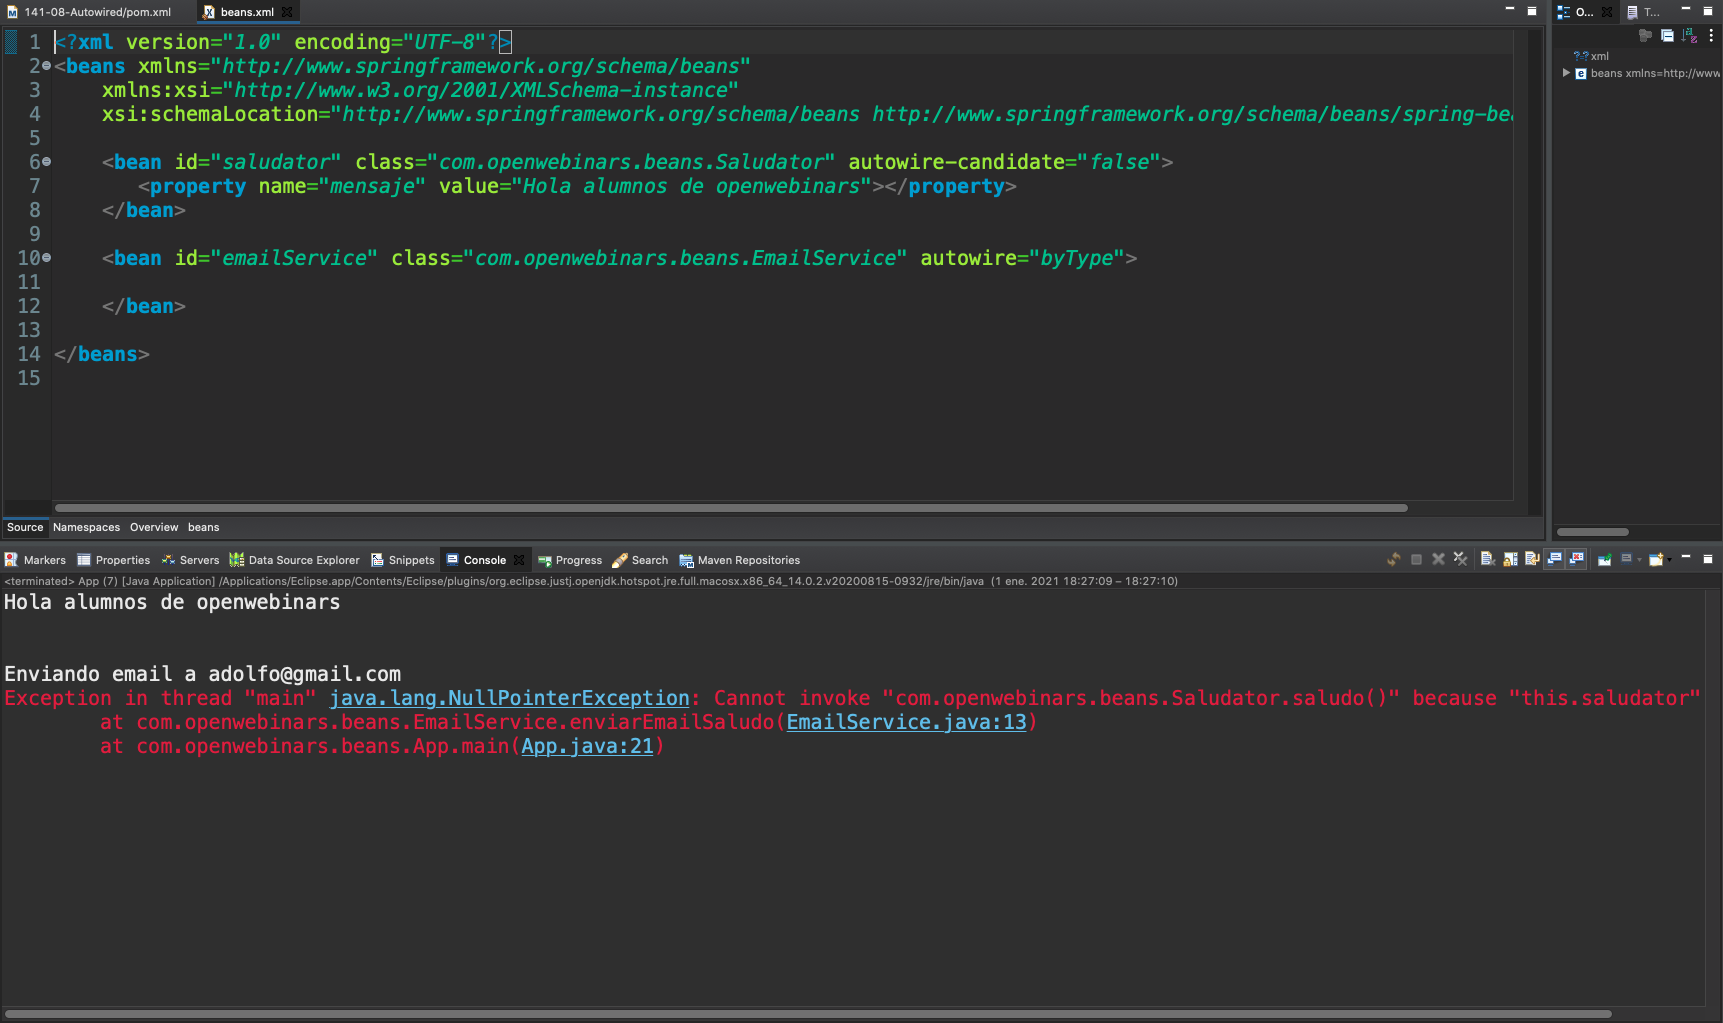 141-08-Autowired/pom.xml
beans.xml
O...
T...
1 <?xml version="1.0" encoding="UTF-8"?>
2 <beans xmlns="http://www.springframework.org/schema/beans"
3 xmlns:xsi="http://www.w3.org/2001/XMLSchema-instance"
4 xsi:schemaLocation="http://www.springframework.org/schema/beans http://www.springframework.org/schema/beans/spring-be
5
6 <bean id="saludator" class="com.openwebinars.beans.Saludator" autowire-candidate="false">
7 <property name="mensaje" value="Hola alumnos de openwebinars"></property>
8 </bean>
9
10 <bean id="emailService" class="com.openwebinars.beans.EmailService" autowire="byType">
11
12 </bean>
13
14 </beans>
15
?-? xml
e beans xmlns=http://www
Source Namespaces Overview beans
Markers Properties Servers Data Source Explorer Snippets Console Progress Search Maven Repositories
<terminated> App (7) [Java Application] /Applications/Eclipse.app/Contents/Eclipse/plugins/org.eclipse.justj.openjdk.hotspot.jre.full.macosx.x86_64_14.0.2.v20200815-0932/jre/bin/java (1 ene. 2021 18:27:09 – 18:27:10)
Hola alumnos de openwebinars
Enviando email a adolfo@gmail.com
Exception in thread "main" java.lang.NullPointerException: Cannot invoke "com.openwebinars.beans.Saludator.saludo()" because "this.saludator"
at com.openwebinars.beans.EmailService.enviarEmailSaludo(EmailService.java:13)
at com.openwebinars.beans.App.main(App.java:21)